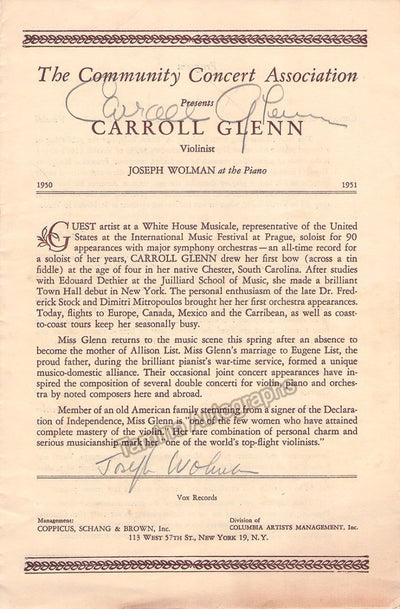 The Community Concert Association
Presents
Carroll Glenn
CARROLL GLENN
Violinist
JOSEPH WOLMAN at the Piano
1950 1951
GUEST artist at a White House Musicale, representative of the United
States at the International Music Festival at Prague, soloist for 90
appearances with major symphony orchestras—an all-time record for
a soloist of her years, CARROLL GLENN drew her first bow (across a tin
fiddle) at the age of four in her native Chester, South Carolina. After studies
with Edouard Dethier at the Juilliard School of Music, she made a brilliant
Town Hall debut in New York. The personal enthusiasm of the late Dr. Fred-
erick Stock and Dimitri Mitropoulos brought her her first orchestra appearances.
Today, flights to Europe, Canada, Mexico and the Carribean, as well as coast-
to-coast tours keep her seasonally busy.
Miss Glenn returns to the music scene this spring after an absence to
become the mother of Allison List. Miss Glenn's marriage to Eugene List, the
proud father, during the brilliant pianist's war-time service, formed a unique
musico-domestic alliance. Their occasional joint concert appearances have in-
spired the composition of several double concerti for violin, piano and orches-
tra by noted composers here and abroad.
Member of an old American family stemming from a signer of the Declara-
tion of Independence, Miss Glenn is "one of the few women who have attained
complete mastery of the violin." Her rare combination of personal charm and
serious musicianship mark her "one of the world's top-flight violinists."
Tamino Autographs
Joseph Wolman
Vox Records
Management: Division of
COPPICUS, SCHANG & BROWN, Inc. COLUMBIA ARTISTS MANAGEMENT, Inc.
113 WEST 57TH ST., NEW YORK 19, N. Y.